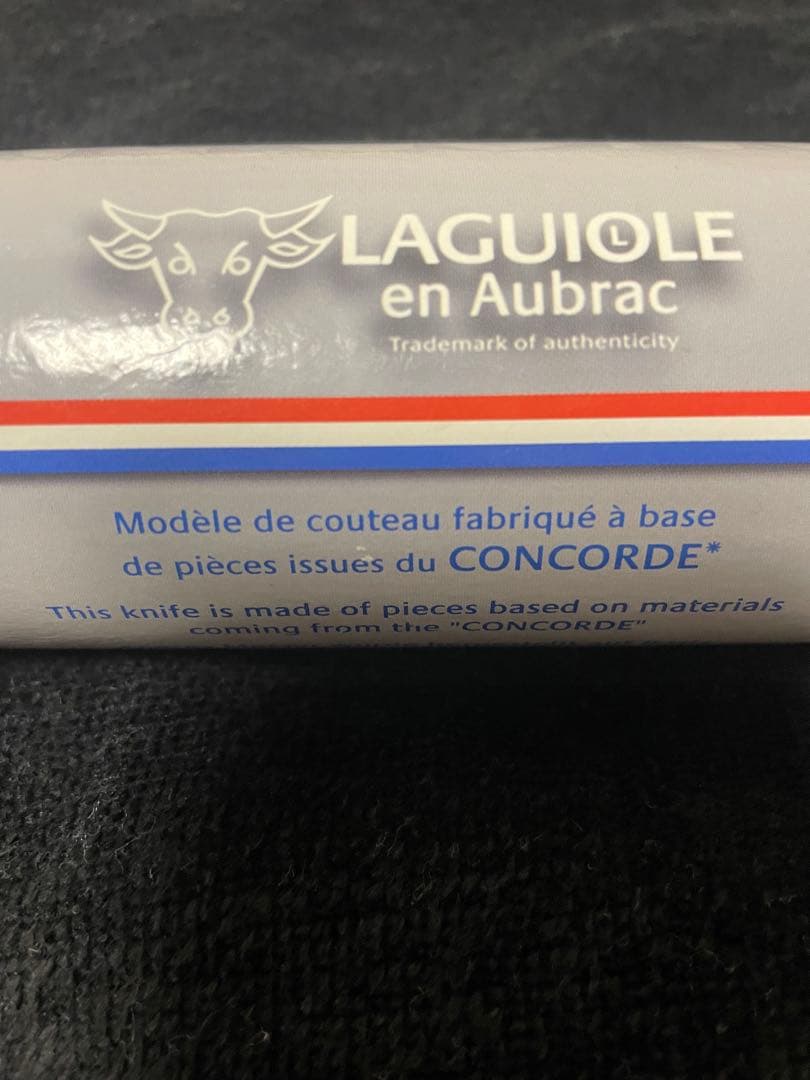 LAGUIOLE
en Aubrac
Trademark of authenticity
Modèle de couteau fabriqué à base
de pièces issues du CONCORDE*
This knife is made of pieces based on materials
coming from the "CONCORDE"